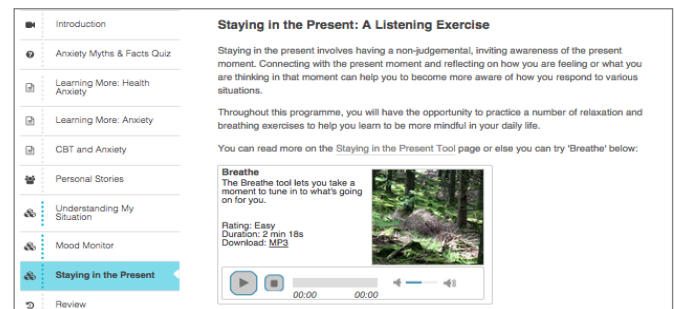 Introduction
Anxiety Myths & Facts Quiz
Learning More: Health
Anxiety
Learning More: Anxiety
CBT and Anxiety
Personal Stories
Understanding My
Situation
Mood Monitor
Staying in the Present
Review
Staying in the Present: A Listening Exercise
Staying in the present involves having a non-judgemental, inviting awareness of the present
moment. Connecting with the present moment and reflecting on how you are feeling or what you
are thinking in that moment can help you to become more aware of how you respond to various
situations.
Throughout this programme, you will have the opportunity to practice a number of relaxation and
breathing exercises to help you learn to be more mindful in your daily life.
You can read more on the Staying in the Present Tool page or else you can try 'Breathe' below:
Breathe
The Breathe tool lets you take a
moment to tune in to what's going
on for you.
Rating: Easy
Duration: 2 min 18s
Download: MP3
00:00 00:00